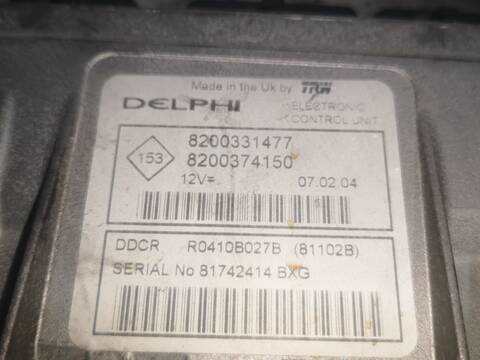 Made in the Uk by TRW
DELPHI ELECTRONIC
CONTROL UNIT
8200331477
153 8200374150
12V= 07.02.04
DDCR R0410B027B (81102B)
SERIAL No 81742414 BXG